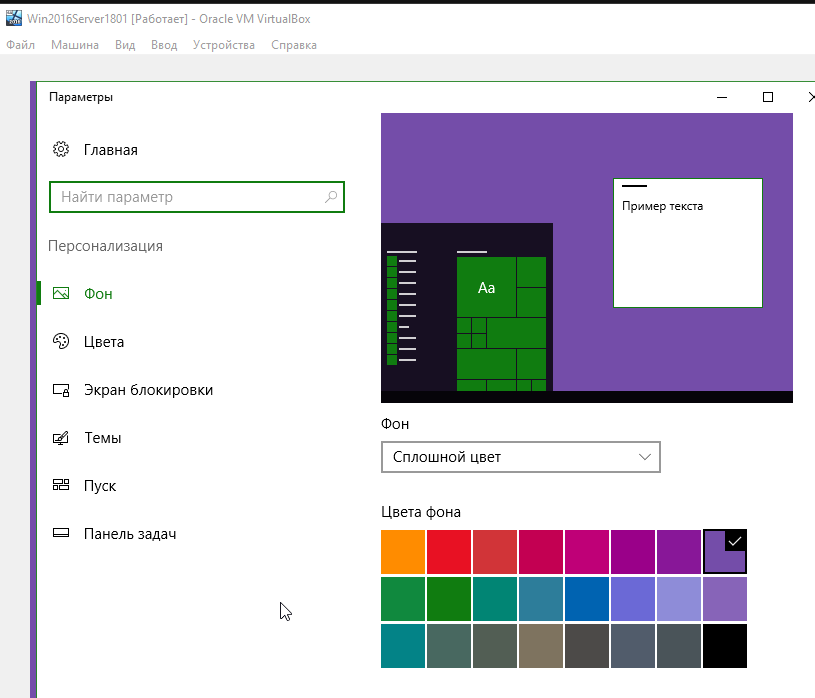 Win2016Server1801 [Работает] - Oracle VM VirtualBox
Файл Машина Вид Ввод Устройства Справка
Параметры
Главная
Найти параметр
Персонализация
Фон
Цвета
Экран блокировки
Темы
Пуск
Панель задач
Пример текста
Aa
Фон
Сплошной цвет
Цвета фона